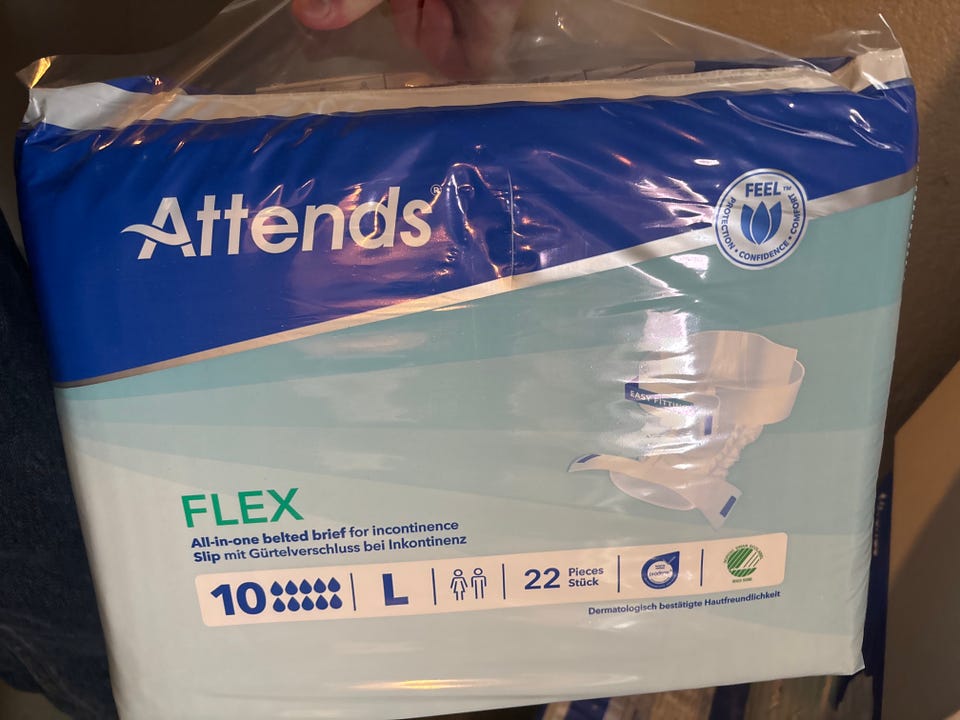 Attends®
FEEL™
PROTECTION • CONFIDENCE • COMFORT
EASY FITTING
FLEX
All-in-one belted brief for incontinence
Slip mit Gürtelverschluss bei Inkontinenz
10
L
22 Pieces
Stück
Dermatologisch bestätigte Hautfreundlichkeit